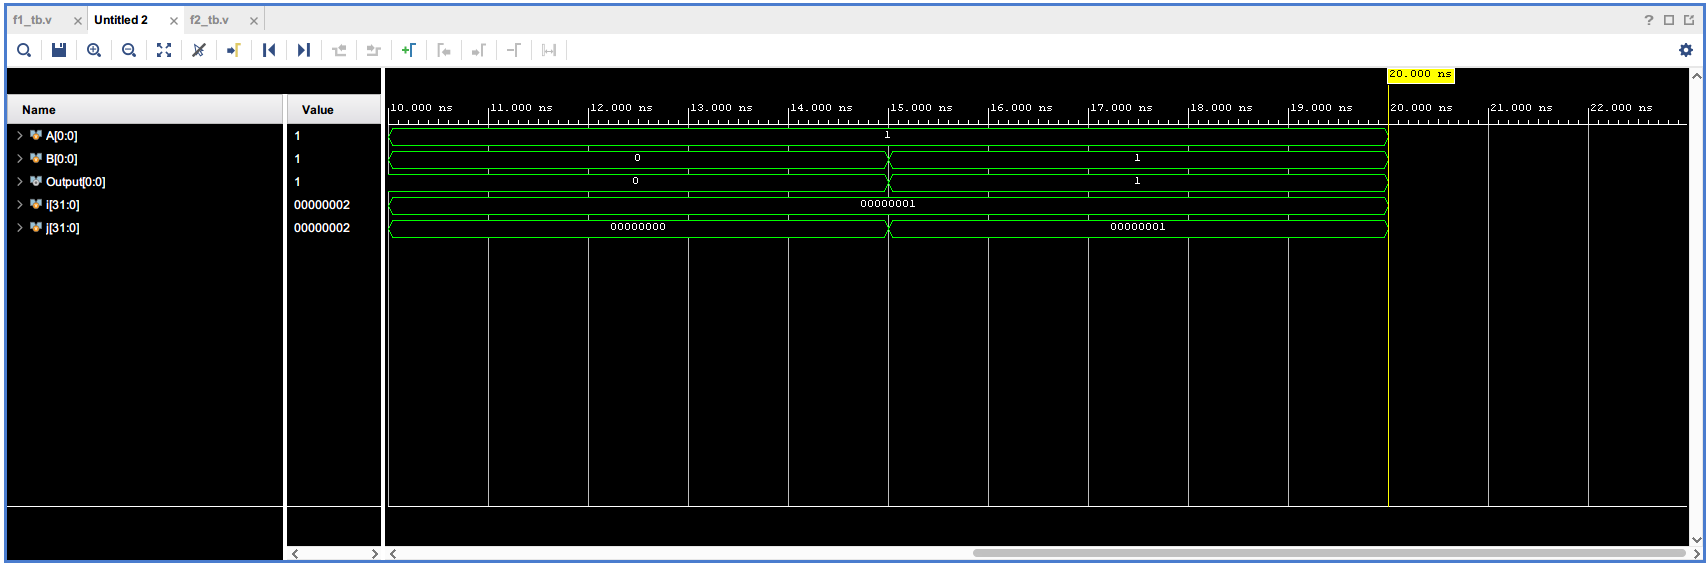 f1_tb.v Untitled 2 f2_tb.v ?
20.000 ns
Name Value
10.000 ns 11.000 ns 12.000 ns 13.000 ns 14.000 ns 15.000 ns 16.000 ns 17.000 ns 18.000 ns 19.000 ns 20.000 ns 21.000 ns 22.000 ns
A[0:0] 1 1
B[0:0] 1 0 1
Output[0:0] 1 0 1
i[31:0] 00000002 00000001
j[31:0] 00000002 00000000 00000001